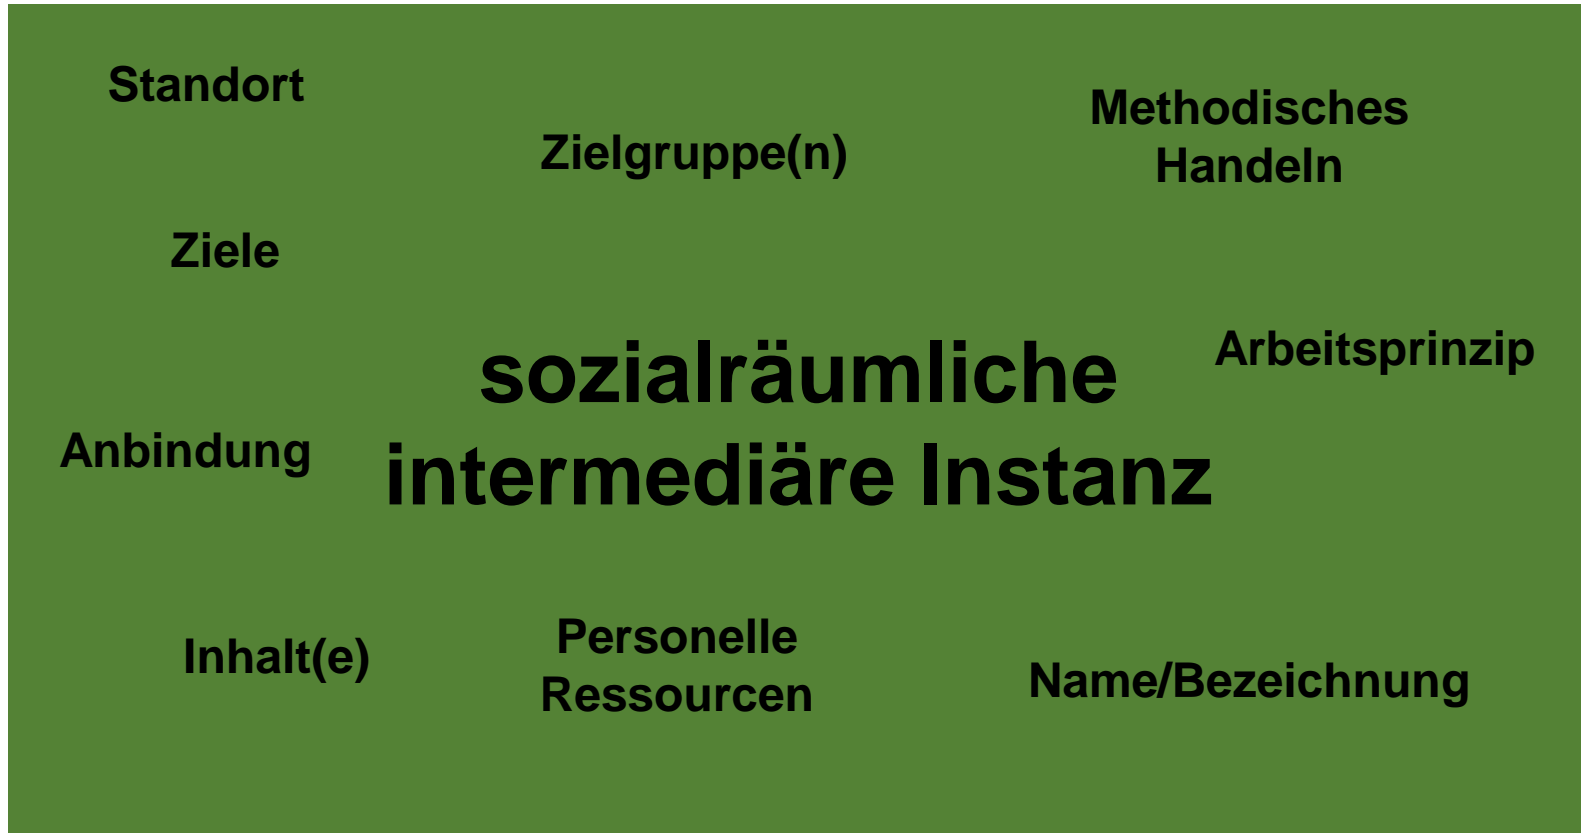 Standort
Zielgruppe(n)
Methodisches
Handeln
Ziele
sozialräumliche
intermediäre Instanz
Arbeitsprinzip
Anbindung
Inhalt(e)
Personelle
Ressourcen
Name/Bezeichnung